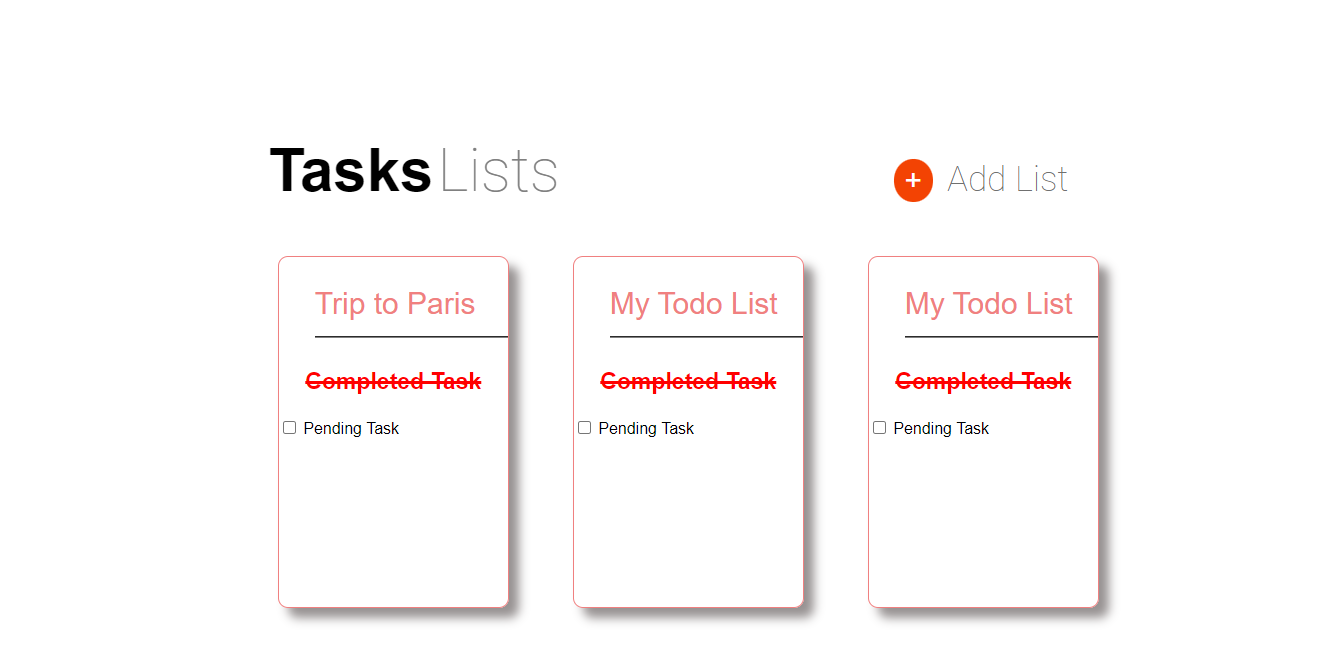 Tasks Lists
+ Add List
Trip to Paris
Completed Task
Pending Task
My Todo List
Completed Task
Pending Task
My Todo List
Completed Task
Pending Task